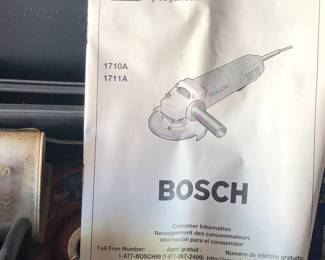 1710A
1711A
BOSCH
Consumer Information
Renseignement des consommateurs
Información para el consumidor
Toll Free Number: Appel gratuit : Número de teléfono gratuito:
1-877-BOSCH99 (1-877-267-2499)